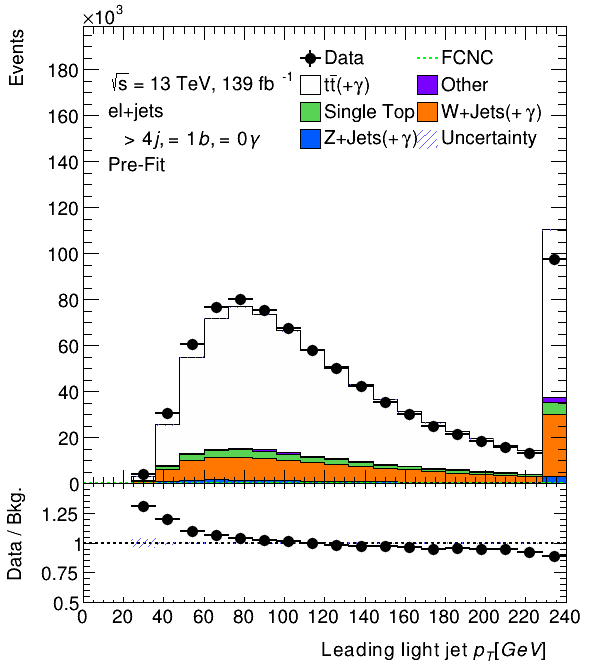 ×10³
Events
180
160
140
120
100
80
60
40
20
0
√s = 13 TeV, 139 fb⁻¹
el+jets
> 4j, = 1b, = 0γ
Pre-Fit
Data
FCNC
tt̄(+γ)
Other
Single Top
W+Jets(+γ)
Z+Jets(+γ)
Uncertainty
Data / Bkg.
1.25
1
0.75
0.5
0 20 40 60 80 100 120 140 160 180 200 220 240
Leading light jet p_T[GeV]